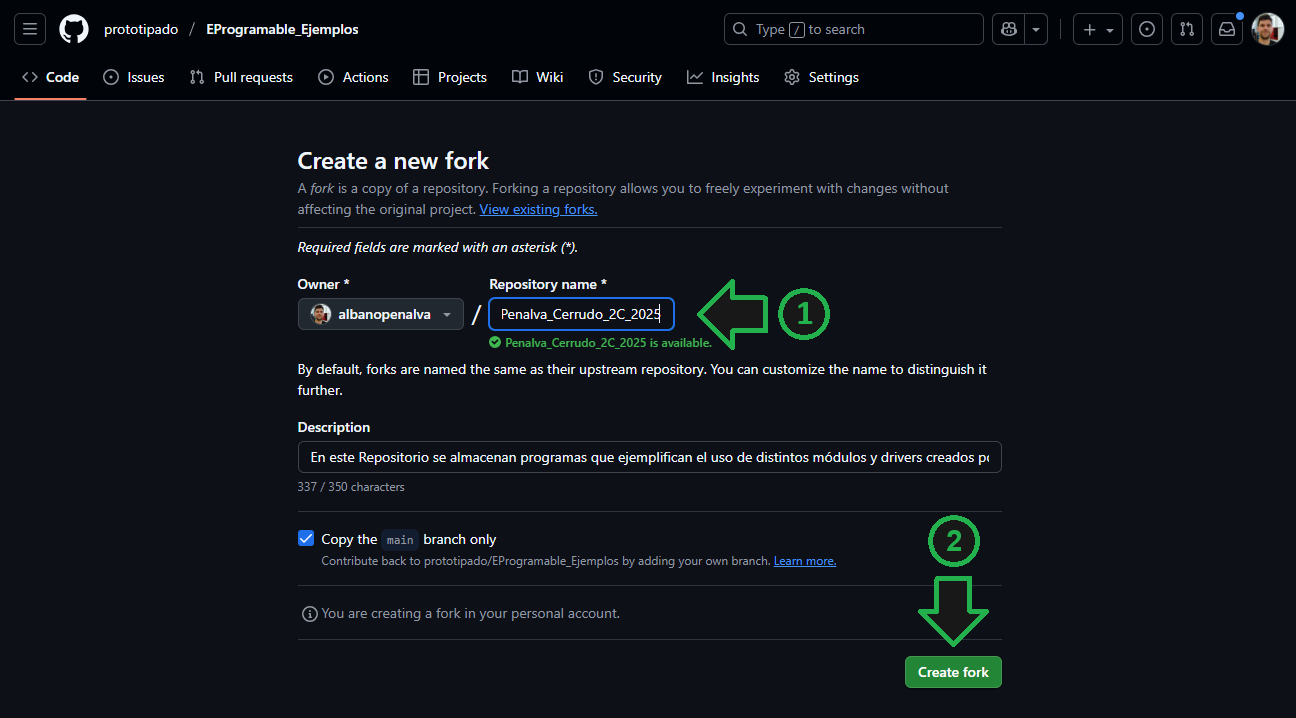 prototipado / EProgramable_Ejemplos
Type / to search
Code Issues Pull requests Actions Projects Wiki Security Insights Settings
Create a new fork
A fork is a copy of a repository. Forking a repository allows you to freely experiment with changes without
affecting the original project. View existing forks.
Required fields are marked with an asterisk (*).
Owner * Repository name *
albanopenalva / Penalva_Cerrudo_2C_2025
1
Penalva_Cerrudo_2C_2025 is available.
By default, forks are named the same as their upstream repository. You can customize the name to distinguish it
further.
Description
En este Repositorio se almacenan programas que ejemplifican el uso de distintos módulos y drivers creados po
337 / 350 characters
Copy the main branch only
2
Contribute back to prototipado/EProgramable_Ejemplos by adding your own branch. Learn more.
You are creating a fork in your personal account.
Create fork